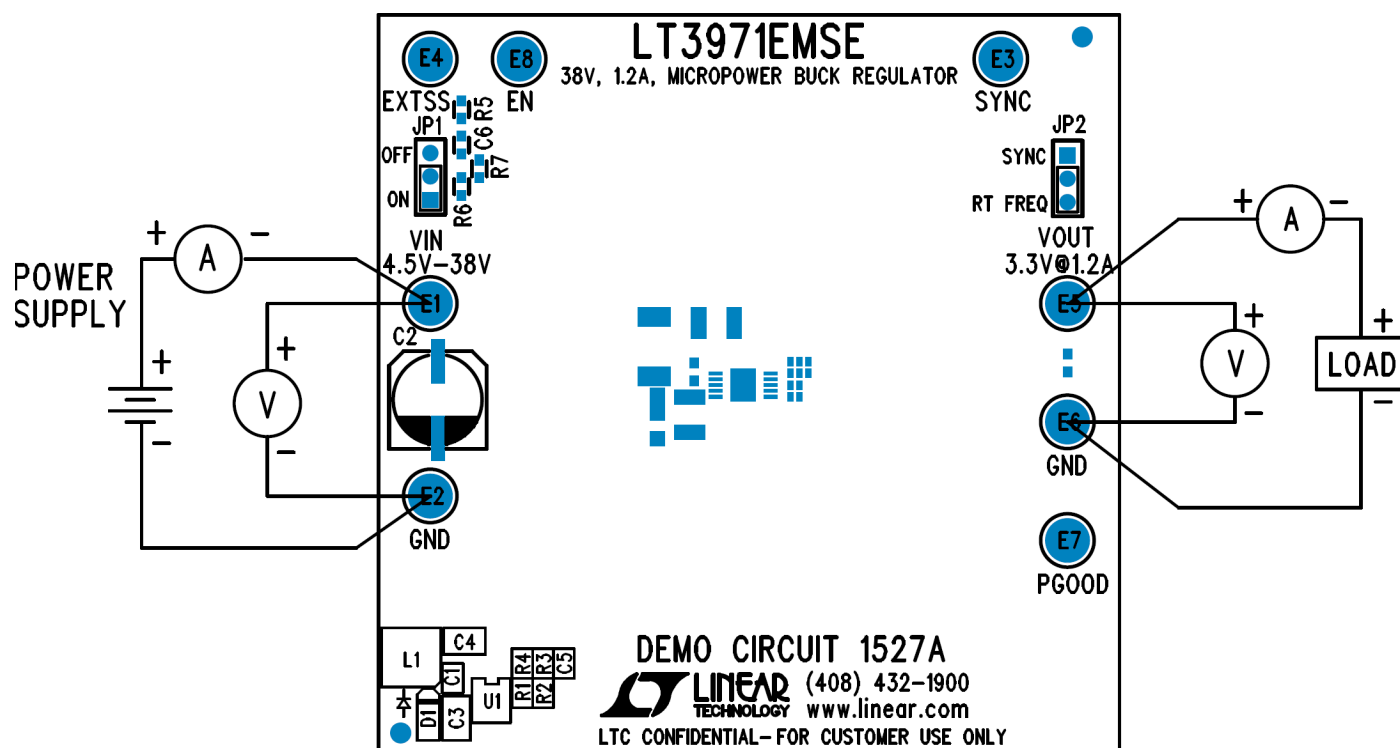 LT3971EMSE
38V, 1.2A, MICROPOWER BUCK REGULATOR
E4
E8
E3
EXTSS
EN
SYNC
R5
C6
R7
R6
JP1
OFF
ON
JP2
SYNC
RT FREQ
VIN
4.5V-38V
VOUT
3.3V@1.2A
POWER
SUPPLY
+ A -
+ A -
E1
E5
C2
+
V
-
+
-
+
V
-
+
LOAD
-
E2
GND
E6
GND
E7
PGOOD
L1
C4
C1
D1
C3
U1
R4
R3
C5
R1
R2
DEMO CIRCUIT 1527A
LINEAR
TECHNOLOGY
(408) 432-1900
www.linear.com
LTC CONFIDENTIAL-FOR CUSTOMER USE ONLY